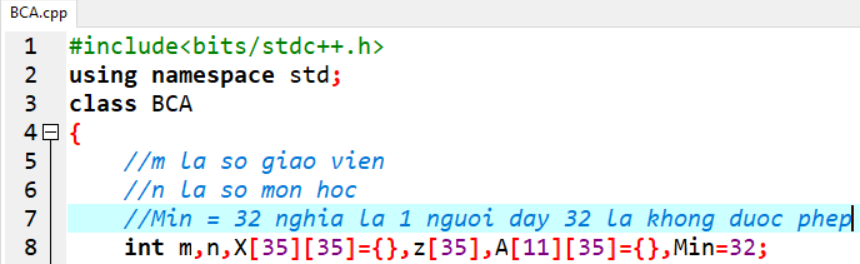 BCA.cpp
1 #include<bits/stdc++.h>
2 using namespace std;
3 class BCA
4 {
5 //m la so giao vien
6 //n la so mon hoc
7 //Min = 32 nghia la 1 nguoi day 32 la khong duoc phep
8 int m,n,X[35][35]={},z[35],A[11][35]={},Min=32;